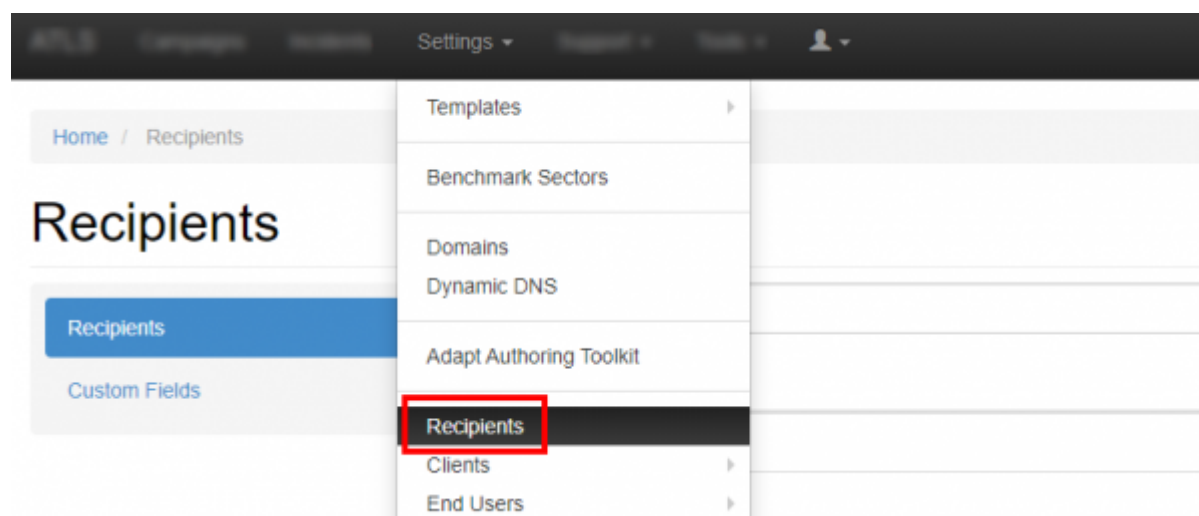 Settings
Home / Recipients
Recipients
Recipients
Custom Fields
Templates
Benchmark Sectors
Domains
Dynamic DNS
Adapt Authoring Toolkit
Recipients
Clients
End Users